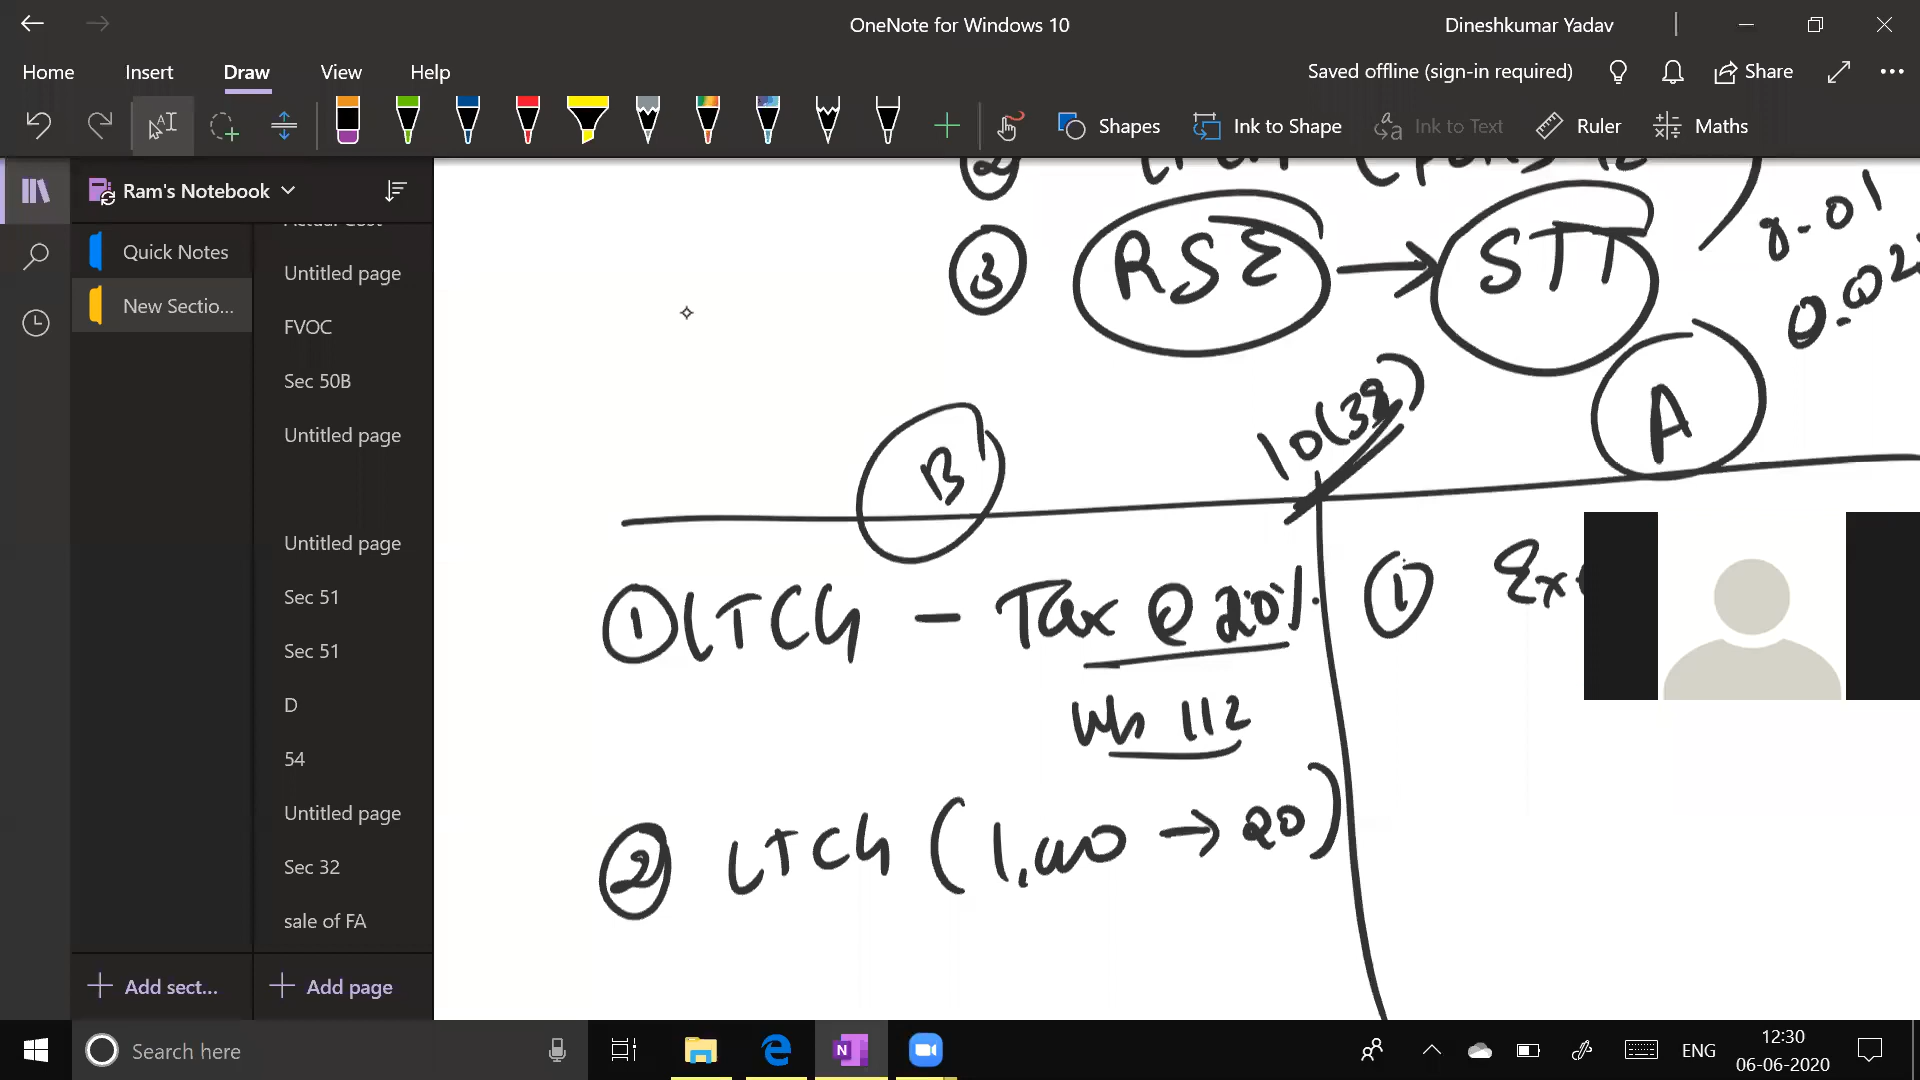 OneNote for Windows 10
Dineshkumar Yadav
Home Insert Draw View Help
Saved offline (sign-in required)
Share
Shapes
Ink to Shape
Ink to Text
Ruler
Maths
Ram's Notebook
Quick Notes
New Sectio...
Untitled page
FVOC
Sec 50B
Untitled page
Untitled page
Sec 51
Sec 51
D
54
Untitled page
Sec 32
sale of FA
Add sect...
Add page
3 RSE → STT
0.01
10(38)
B
A
1 LTCG - Tax @ 20%.
u/s 112
2 LTCG (1,000 → 20)
1
Search here
ENG
12:30
06-06-2020